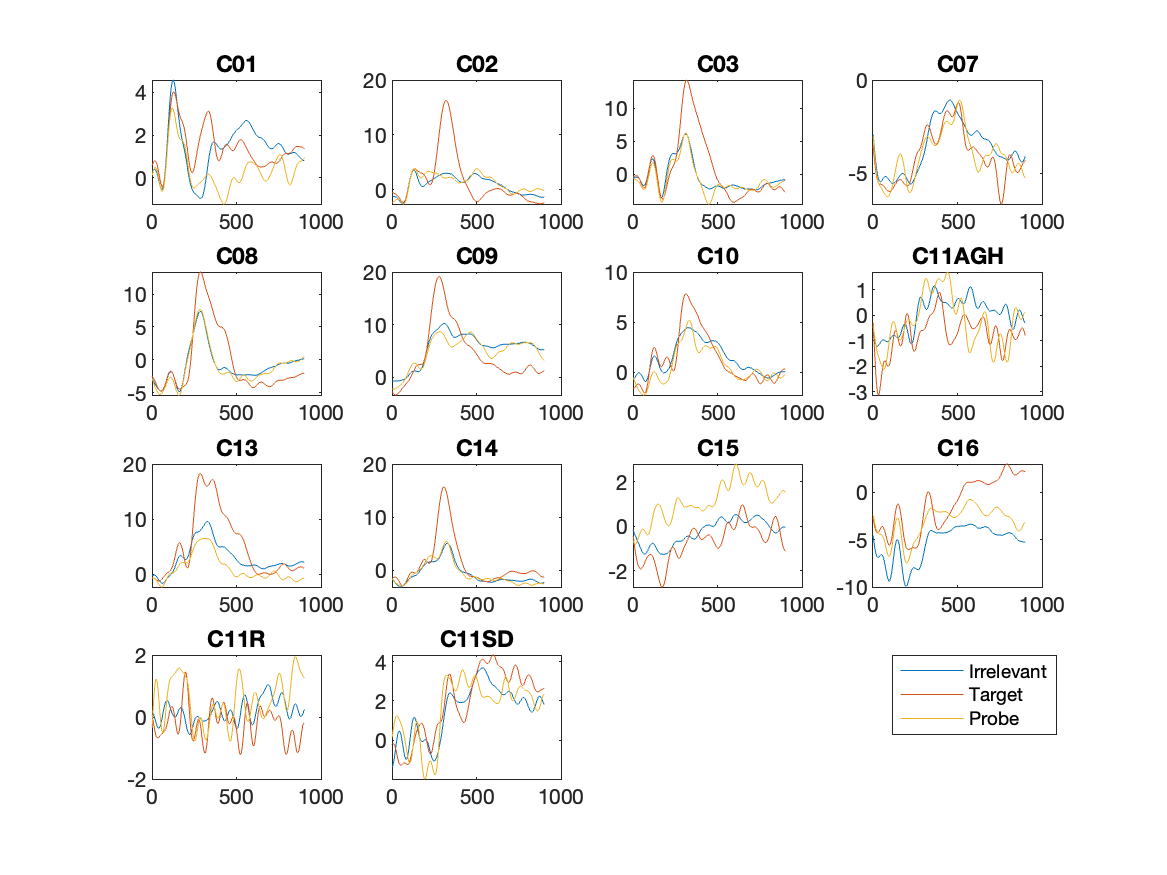 C01 C02 C03 C07
4 2 0 0 500 1000
20 10 0 0 500 1000
10 5 0 0 500 1000
0 -5 0 500 1000
C08 C09 C10 C11AGH
10 5 0 -5 0 500 1000
20 10 0 0 500 1000
10 5 0 0 500 1000
1 0 -1 -2 -3 0 500 1000
C13 C14 C15 C16
20 10 0 0 500 1000
20 10 0 0 500 1000
2 0 -2 0 500 1000
0 -5 -10 0 500 1000
C11R C11SD
2 0 -2 0 500 1000
4 2 0 0 500 1000
Irrelevant
Target
Probe